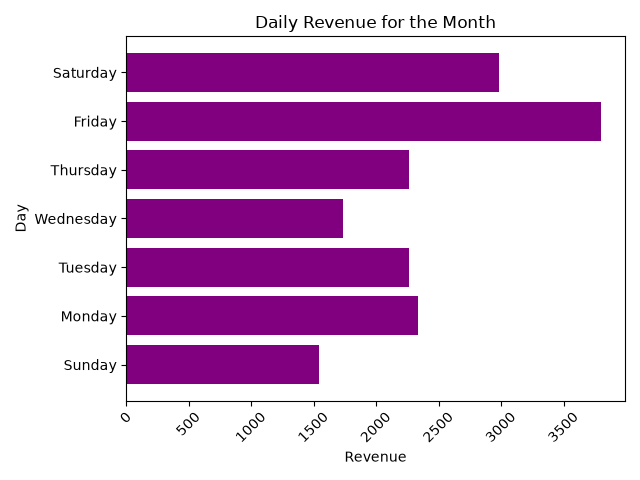 Daily Revenue for the Month
Saturday
Friday
Thursday
Wednesday
Tuesday
Monday
Sunday
Day
0 500 1000 1500 2000 2500 3000 3500
Revenue